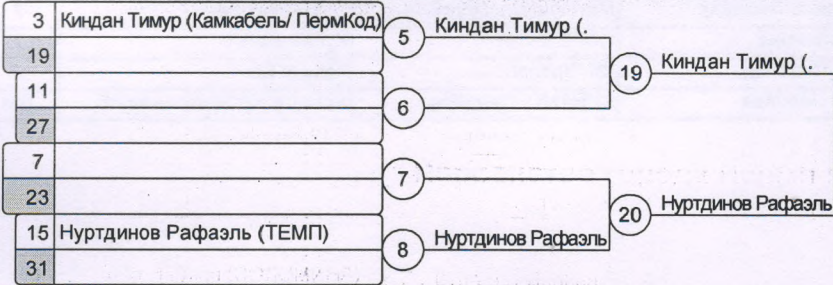 3 Киндан Тимур (Камкабель/ ПермКод)
5 Киндан Тимур (.
19
19 Киндан Тимур (.
11
6
27
7
7
23
20 Нуртдинов Рафаэль
15 Нуртдинов Рафаэль (ТЕМП)
8 Нуртдинов Рафаэль
31